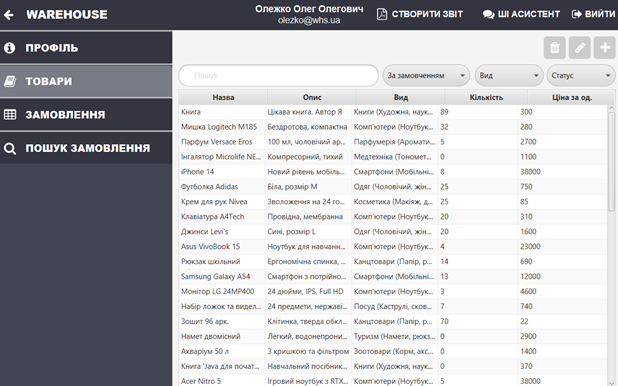 WAREHOUSE
Олежко Олег Олегович
olezko@whs.ua
СТВОРИТИ ЗВІТ
ШІ АСИСТЕНТ
ВИЙТИ
ПРОФІЛЬ
ТОВАРИ
ЗАМОВЛЕННЯ
ПОШУК ЗАМОВЛЕННЯ
Пошук
За замовченням
Вид
Статус
Назва Опис Вид Кількість Ціна за од.
Книга Цікава книга. Автор Я Книги (Художня, наук... 89 300
Мишка Logitech M185 Бездротова, компактна Комп'ютери (Ноутбук... 32 280
Парфум Versace Eros 100 мл, чоловічий ар... Парфумерія (Аромати... 5 2700
Інгалятор Microlife NE... Компресорний, тихий Медтехніка (Тономет... 0 1100
iPhone 14 Новий рівень мобіль... Смартфони (Мобільні... 8 38000
Футболка Adidas Біла, розмір M Одяг (Чоловічий, жін... 25 750
Крем для рук Nivea Зволоження на 24 го... Косметика (Макіяж, д... 25 85
Клавіатура A4Tech Провідна, мембранна Комп'ютери (Ноутбук... 20 310
Джинси Levi's Сині, розмір L Одяг (Чоловічий, жін... 20 1600
Asus VivoBook 15 Ноутбук для навчанн... Комп'ютери (Ноутбук... 4 23000
Рюкзак шкільний Ергономічна спинка, ... Канцтовари (Папір, р... 14 690
Samsung Galaxy A54 Смартфон з потрійно... Смартфони (Мобільні... 13 12000
Монітор LG 24MP400 24 дюйми, IPS, Full HD Комп'ютери (Ноутбук... 3 4600
Набір ложок та видел... 24 предмети, нержаві... Посуд (Каструлі, сков... 7 740
Зошит 96 арк. Клітинка, тверда обкл... Канцтовари (Папір, р... 70 22
Намет двомісний Легкий, водонепрони... Туризм (Намети, рюкз... 0 2900
Акваріум 50 л З кришкою та фільтром Зоотовари (Корм, акс... 0 1400
Книга 'Java для почат... Навчальний посібник... Книги (Художня, наук... 0 370
Acer Nitro 5 Ігровий ноутбук з RTX... Комп'ютери (Ноутбук... 5 38000